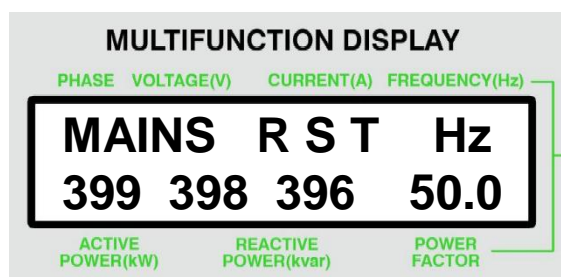 MULTIFUNCTION DISPLAY
PHASE VOLTAGE(V) CURRENT(A) FREQUENCY(Hz)
MAINS R S T Hz
399 398 396 50.0
ACTIVE POWER(kW) REACTIVE POWER(kvar) POWER FACTOR